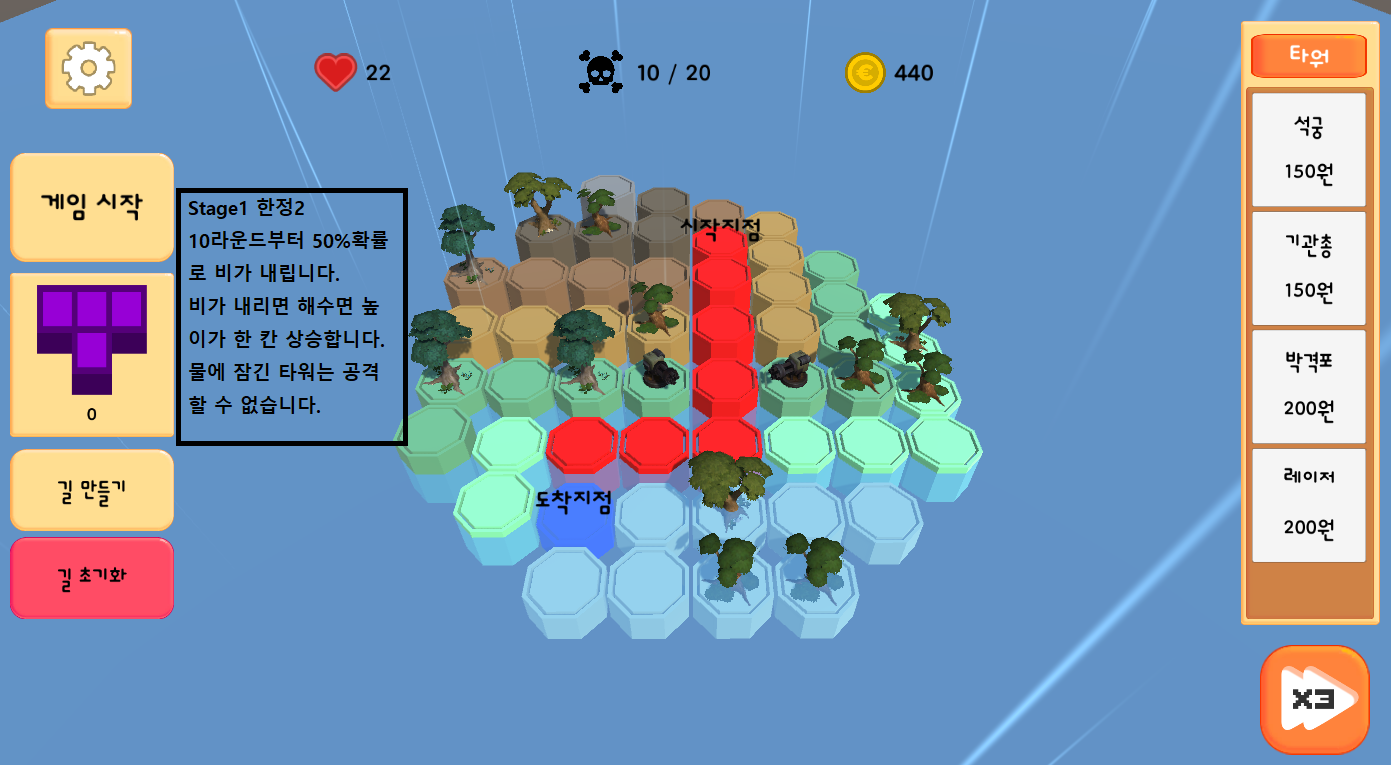 22
10 / 20
440
타워
석궁
150원
기관총
150원
박격포
200원
레이저
200원
게임 시작
Stage1 한정2
10라운드부터 50%확률
로 비가 내립니다.
비가 내리면 해수면 높
이가 한 칸 상승합니다.
물에 잠긴 타워는 공격
할 수 없습니다.
0
길 만들기
길 초기화
시작지점
도착지점
X3